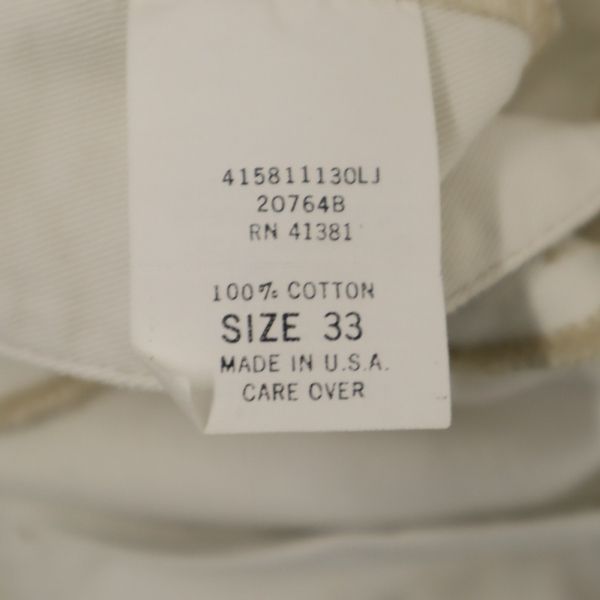 415811130LJ
20764B
RN 41381
100% COTTON
SIZE 33
MADE IN U.S.A.
CARE OVER